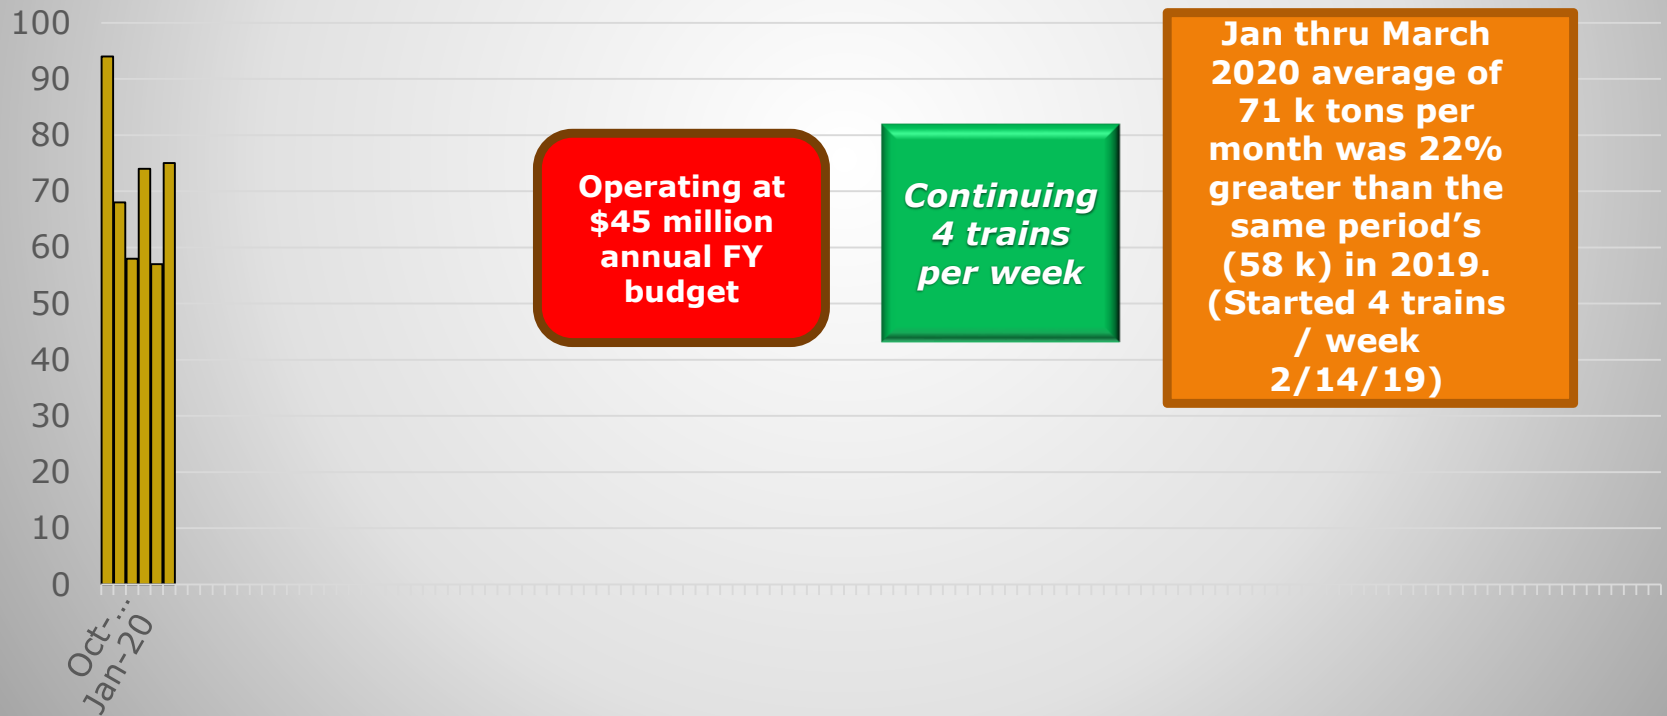 100
90
80
70
60
50
40
30
20
10
0
Oct-...
Jan-20
Operating at
$45 million
annual FY
budget
Continuing
4 trains
per week
Jan thru March
2020 average of
71 k tons per
month was 22%
greater than the
same period’s
(58 k) in 2019.
(Started 4 trains
/ week
2/14/19)